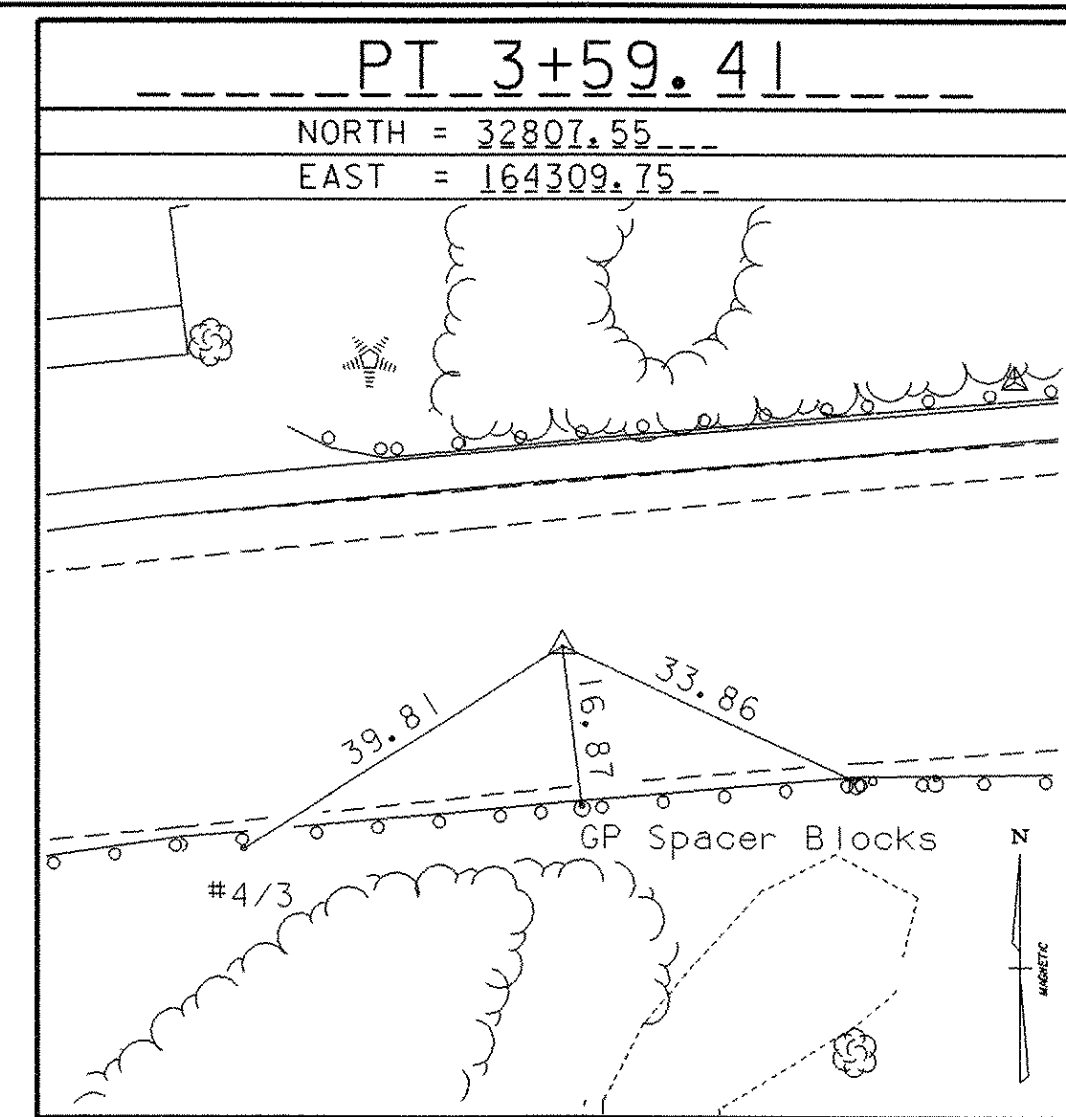 PT 3+59.41
NORTH = 32807.55
EAST = 164309.75
39.81
16.87
33.86
GP Spacer Blocks
#4/3
N
MAGNETIC